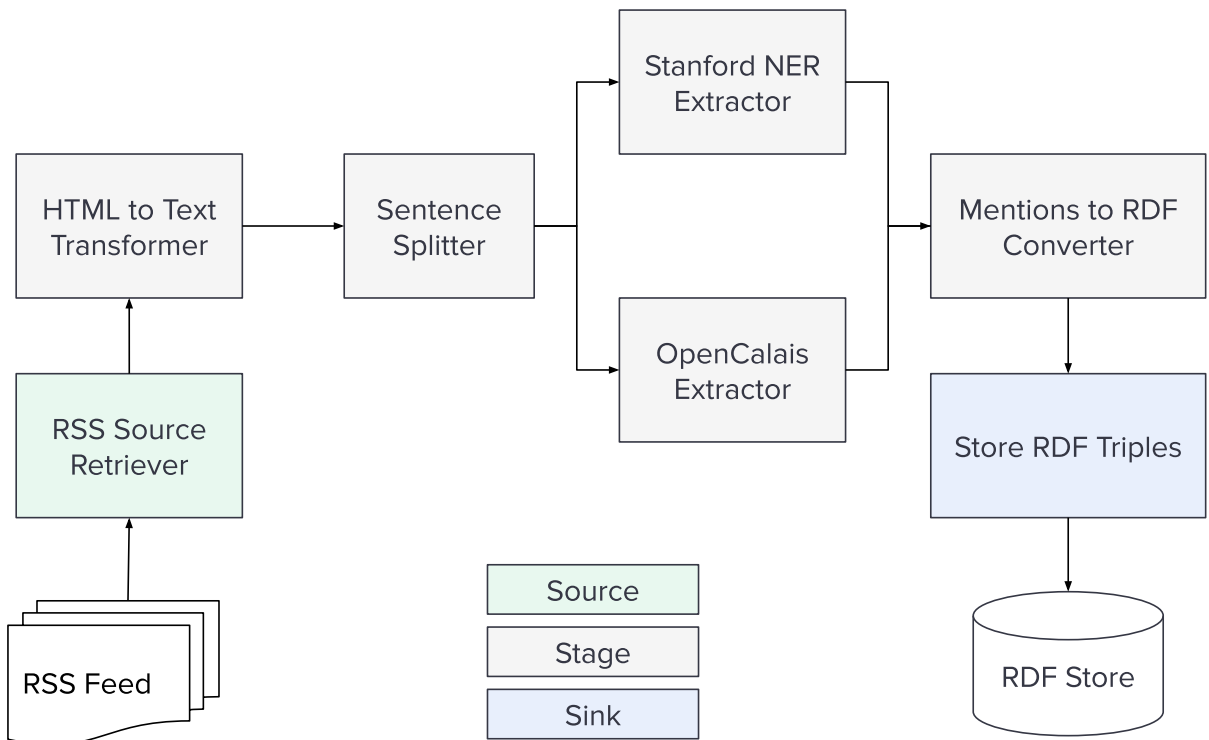 Stanford NER
Extractor
HTML to Text
Transformer
Sentence
Splitter
Mentions to RDF
Converter
OpenCalais
Extractor
RSS Source
Retriever
Store RDF Triples
Source
Stage
Sink
RSS Feed
RDF Store